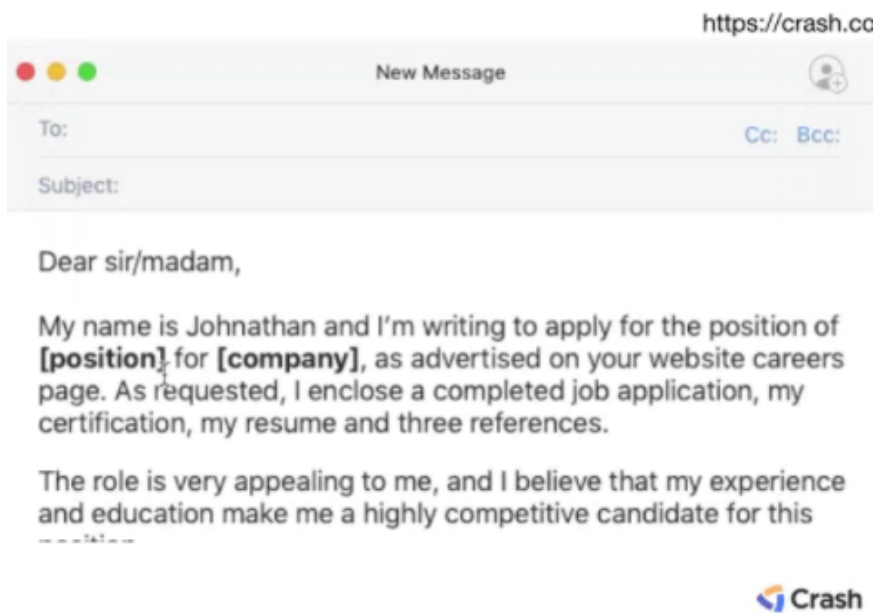 https://crash.co
New Message
To:
Cc: Bcc:
Subject:
Dear sir/madam,
My name is Johnathan and I'm writing to apply for the position of
[position] for [company], as advertised on your website careers
page. As requested, I enclose a completed job application, my
certification, my resume and three references.
The role is very appealing to me, and I believe that my experience
and education make me a highly competitive candidate for this
Crash